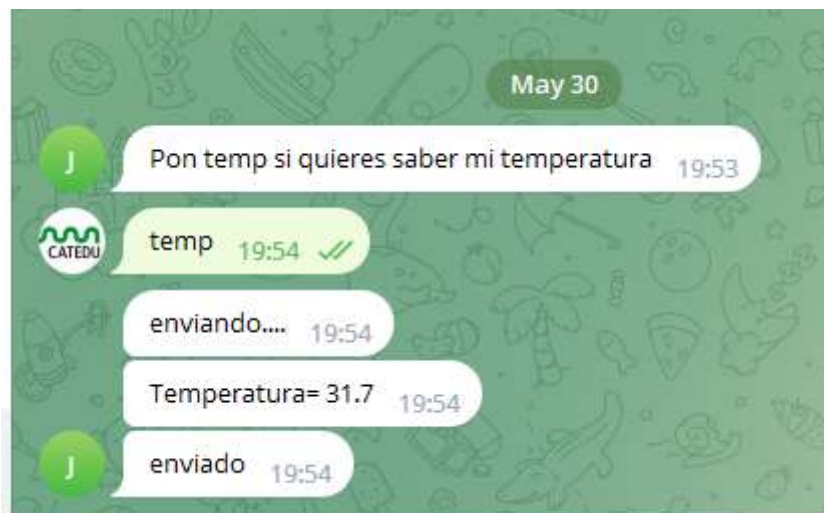 May 30
J
Pon temp si quieres saber mi temperatura 19:53
CATEDU
temp 19:54
enviando.... 19:54
Temperatura= 31.7 19:54
J
enviado 19:54